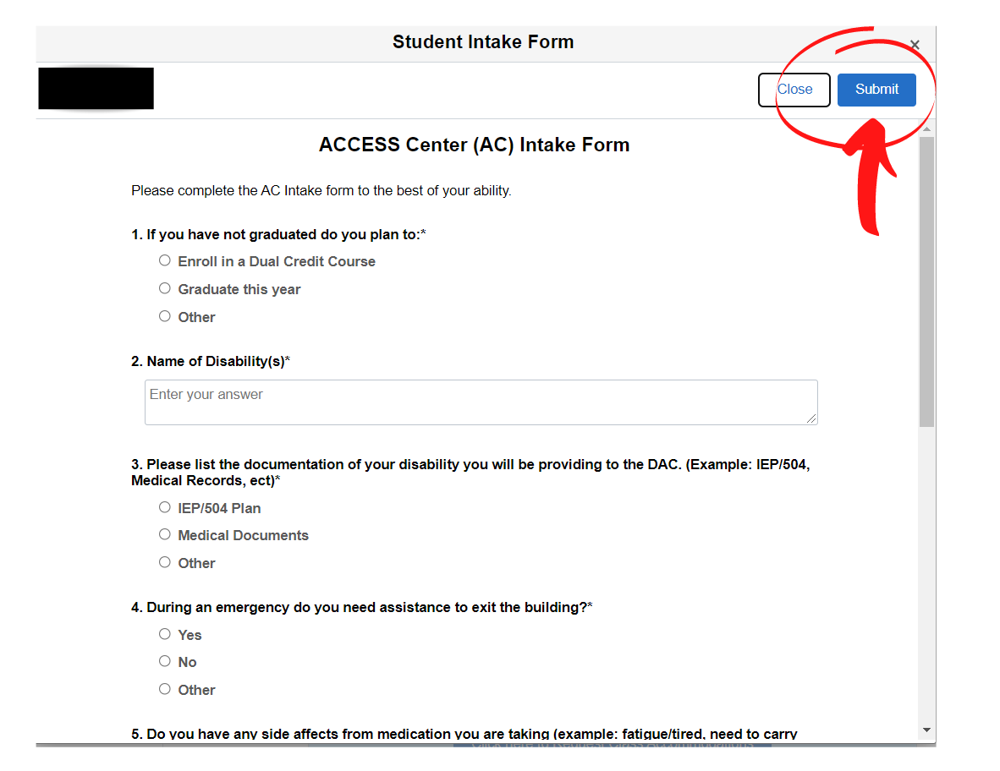 Student Intake Form
×
Close
Submit
ACCESS Center (AC) Intake Form
Please complete the AC Intake form to the best of your ability.
1. If you have not graduated do you plan to:*
Enroll in a Dual Credit Course
Graduate this year
Other
2. Name of Disability(s)*
Enter your answer
3. Please list the documentation of your disability you will be providing to the DAC. (Example: IEP/504,
Medical Records, ect)*
IEP/504 Plan
Medical Documents
Other
4. During an emergency do you need assistance to exit the building?*
Yes
No
Other
5. Do you have any side affects from medication you are taking (example: fatigue/tired, need to carry